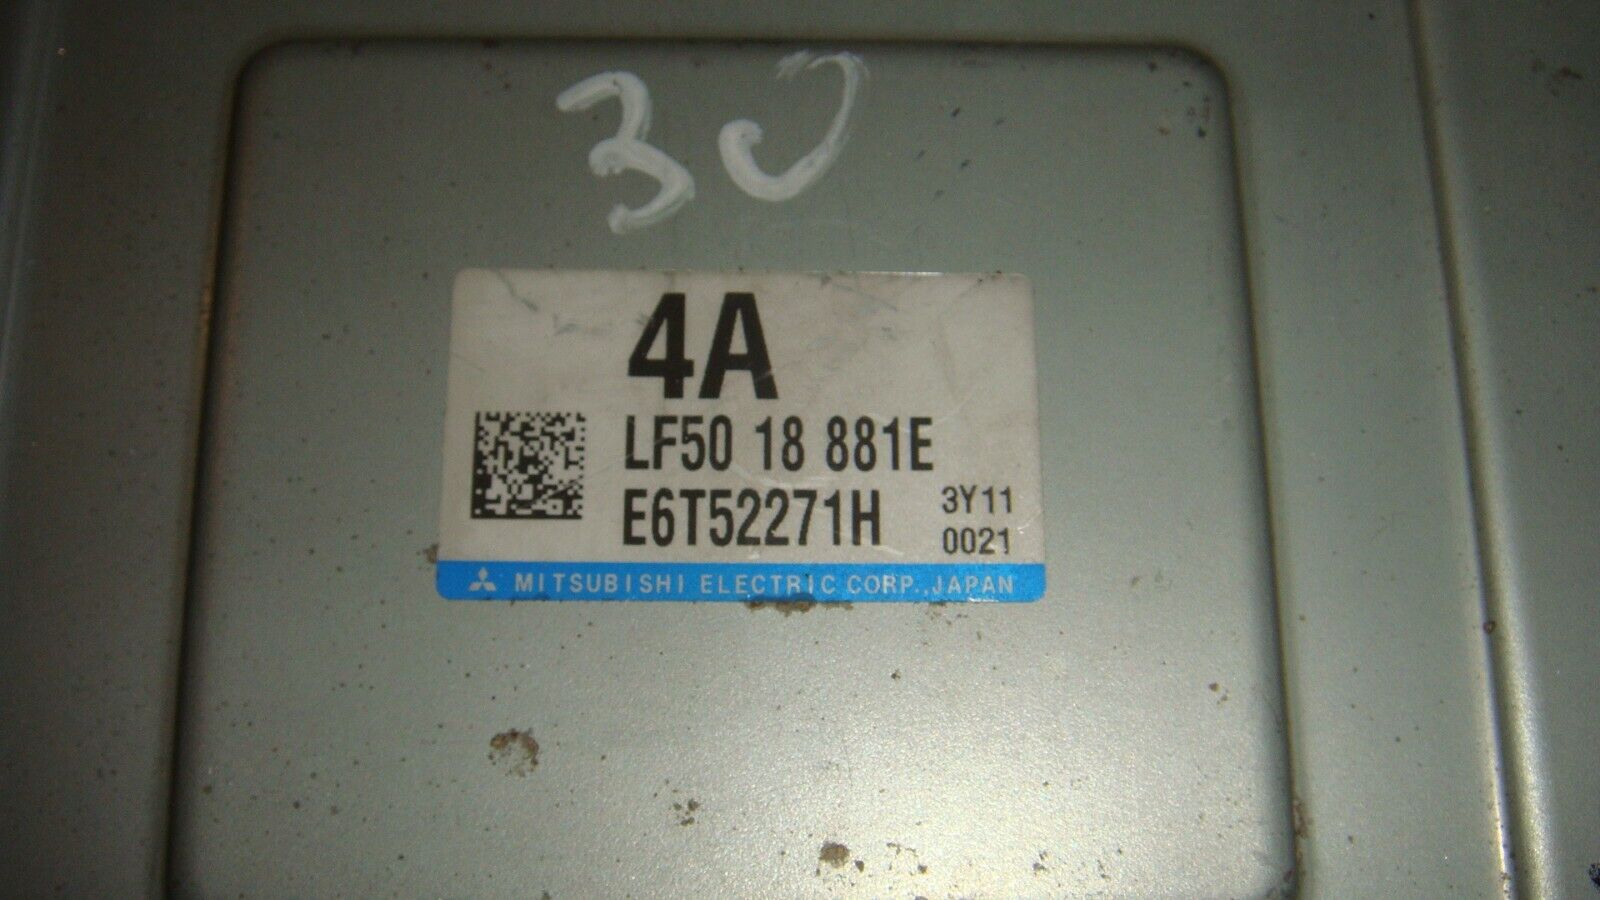 30
4A
LF50 18 881E
E6T52271H 3Y11
0021
MITSUBISHI ELECTRIC CORP., JAPAN